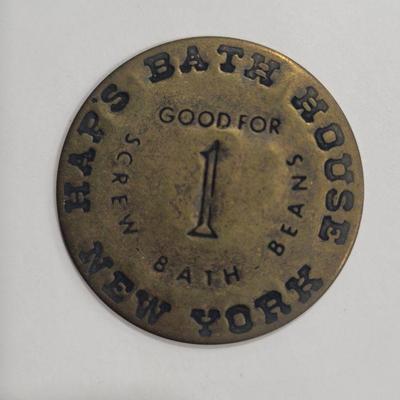 HAP'S BATH HOUSE
NEW YORK
GOOD FOR
1
SCREW BATH BEANS